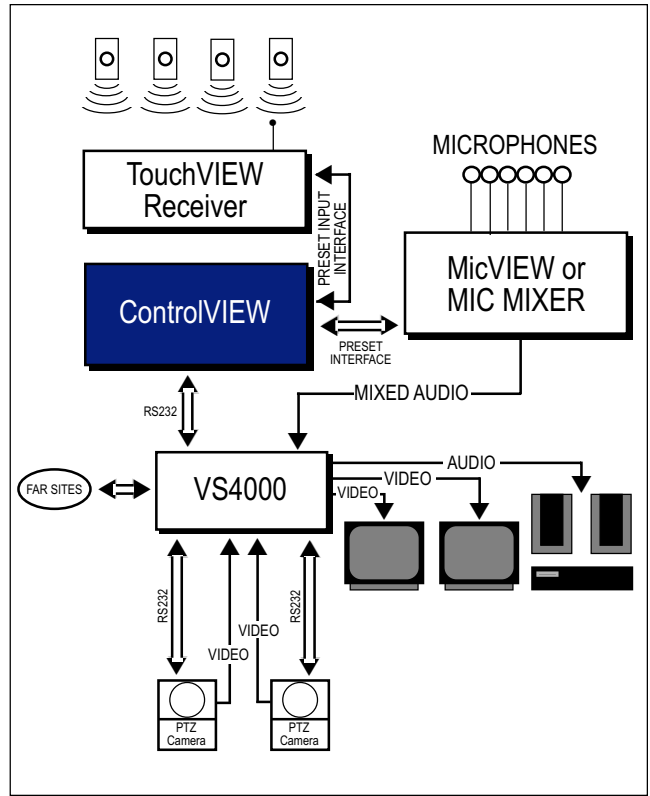 MICROPHONES
TouchVIEW
Receiver
PRESET INPUT
INTERFACE
MicVIEW or
MIC MIXER
ControlVIEW
PRESET
INTERFACE
MIXED AUDIO
RS232
FAR SITES
VS4000
AUDIO
VIDEO
VIDEO
RS232
VIDEO
VIDEO
RS232
PTZ
Camera
PTZ
Camera